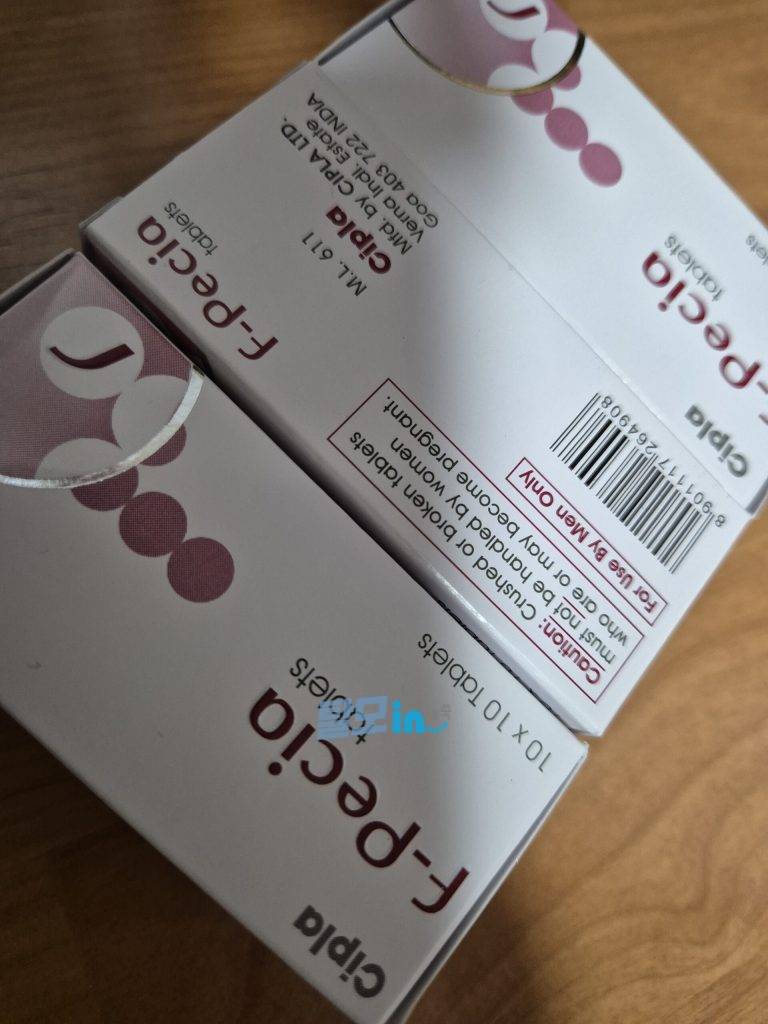 Cipla
f-Pecia
tablets
10 x 10 Tablets
Caution: Crushed or broken tablets
must not be handled by women
who are or may become pregnant.
For Use By Men Only
8 901117 264908
f-Pecia
tablets
M.L. 611
Cipla
Mfd. by CIPLA LTD.
Verna Indl. Estate
Goa 403 722 INDIA
Cipla
f-Pecia
tablets